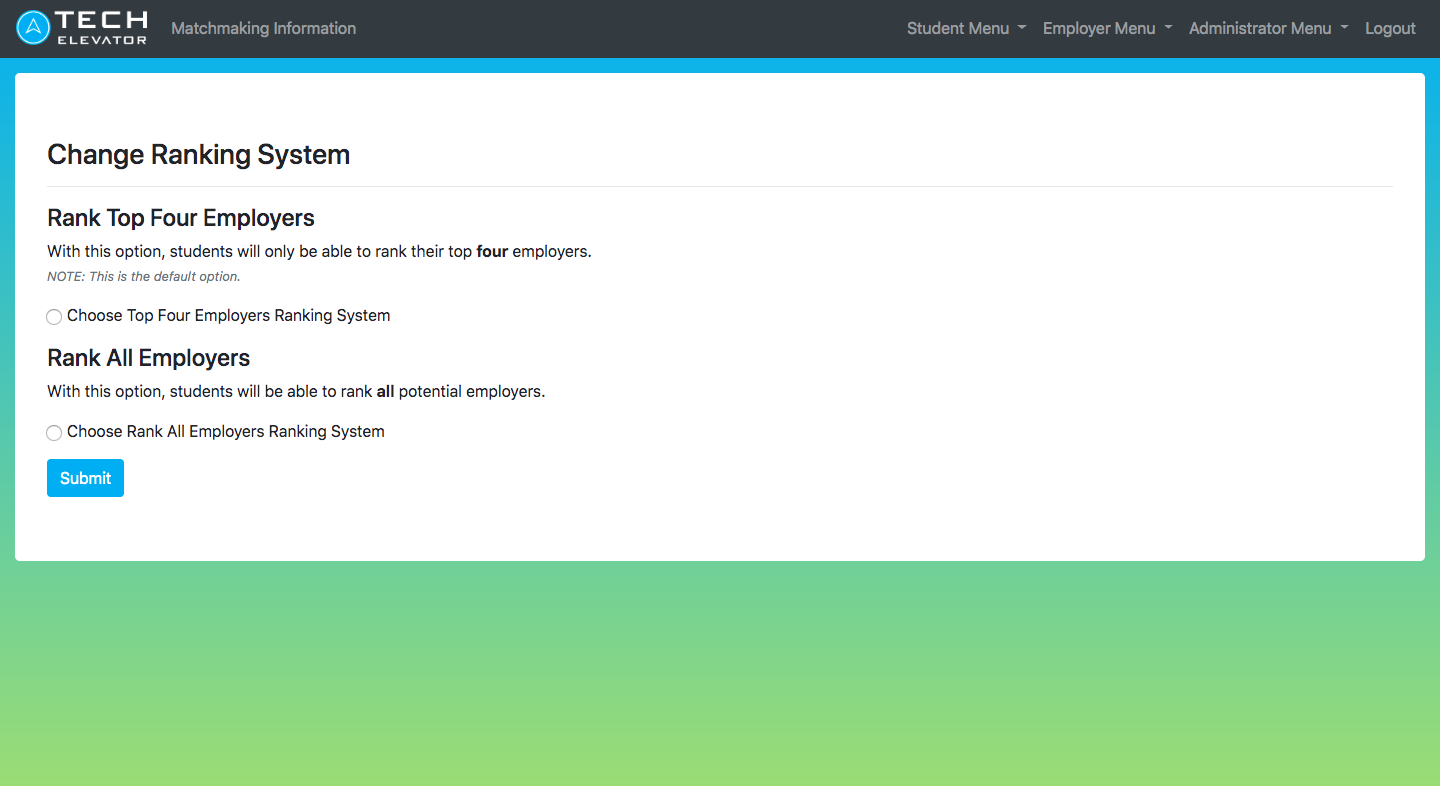 TECH
ELEVATOR
Matchmaking Information
Student Menu
Employer Menu
Administrator Menu
Logout
Change Ranking System
Rank Top Four Employers
With this option, students will only be able to rank their top four employers.
NOTE: This is the default option.
Choose Top Four Employers Ranking System
Rank All Employers
With this option, students will be able to rank all potential employers.
Choose Rank All Employers Ranking System
Submit